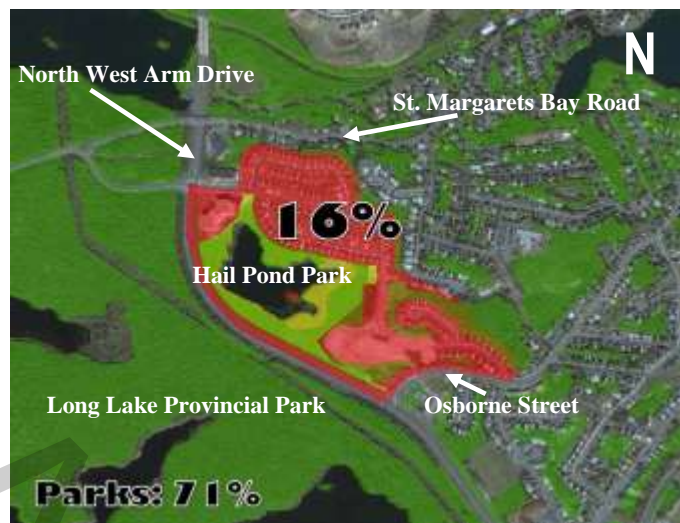 N
North West Arm Drive
St. Margarets Bay Road
16%
Hail Pond Park
Long Lake Provincial Park
Osborne Street
Parks: 71%